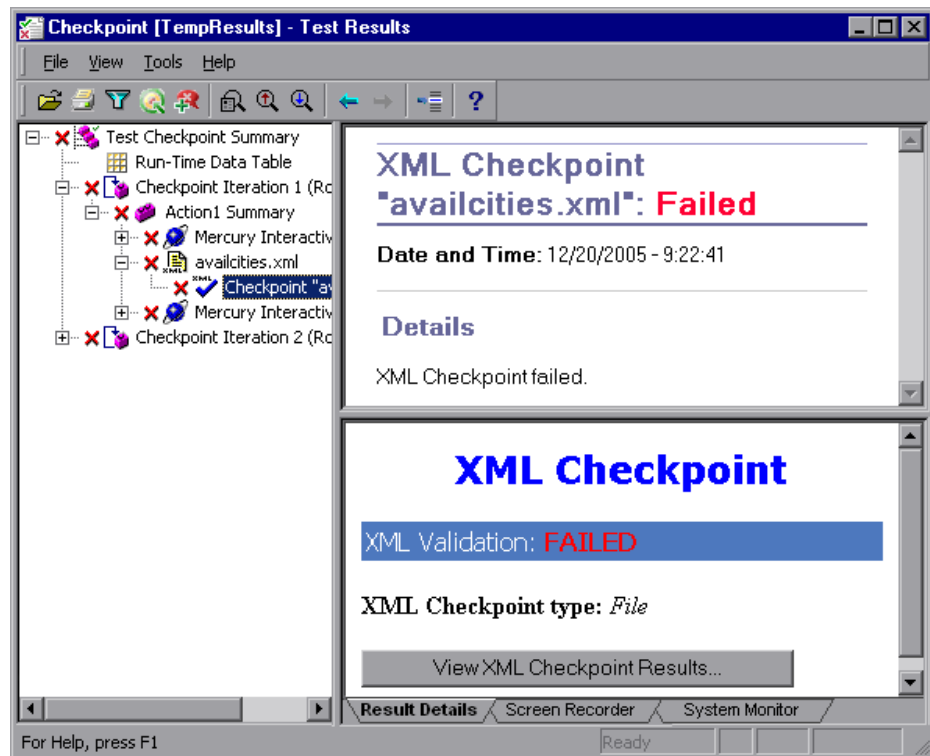 Checkpoint [TempResults] - Test Results
File View Tools Help
Test Checkpoint Summary
Run-Time Data Table
Checkpoint Iteration 1 (Ro
Action1 Summary
Mercury Interactiv
XML
availcities.xml
XML
Checkpoint "av
Mercury Interactiv
Checkpoint Iteration 2 (Ro
XML Checkpoint
"availcities.xml": Failed
Date and Time: 12/20/2005 - 9:22:41
Details
XML Checkpoint failed.
XML Checkpoint
XML Validation: FAILED
XML Checkpoint type: File
View XML Checkpoint Results...
Result Details Screen Recorder System Monitor
For Help, press F1
Ready